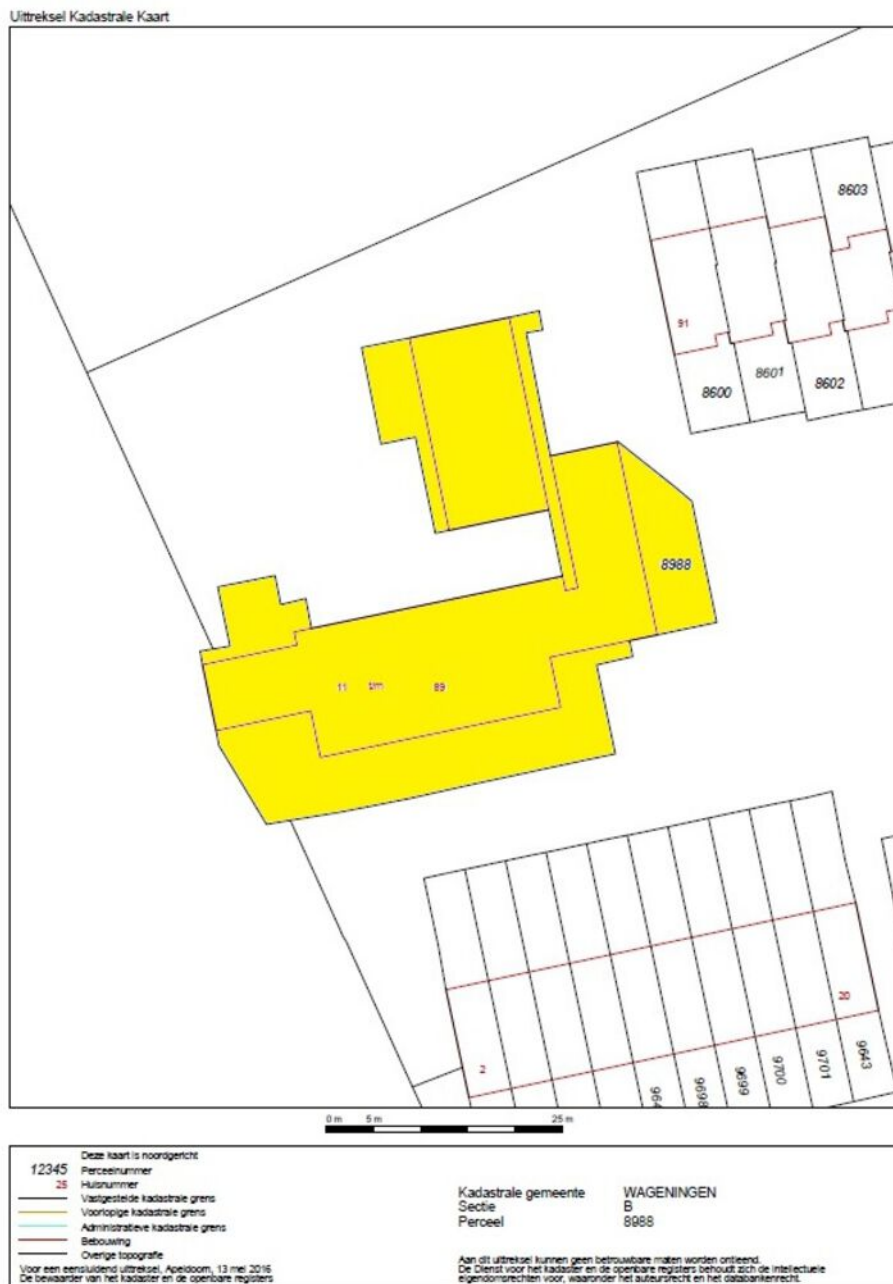 Uittreksel Kadastrale Kaart
8603
91
8600
8601
8602
8988
11 t/m 89
20
2
964
9698
9699
9700
9701
9643
0 m 5 m 25 m
Deze kaart is noordgericht
12345 Perceelnummer
25 Huisnummer
Vastgestelde kadastrale grens
Voorlopige kadastrale grens
Administratieve kadastrale grens
Bebouwing
Overige topografie
Voor een eensluidend uittreksel, Apeldoorn, 13 mei 2016
De bewaarder van het kadaster en de openbare registers
Kadastrale gemeente WAGENINGEN
Sectie B
Perceel 8988
Aan dit uittreksel kunnen geen betrouwbare maten worden ontleend.
De Dienst voor het kadaster en de openbare registers behoudt zich de intellectuele
eigendomsrechten voor, waaronder het auteursrecht en het databankenrecht.